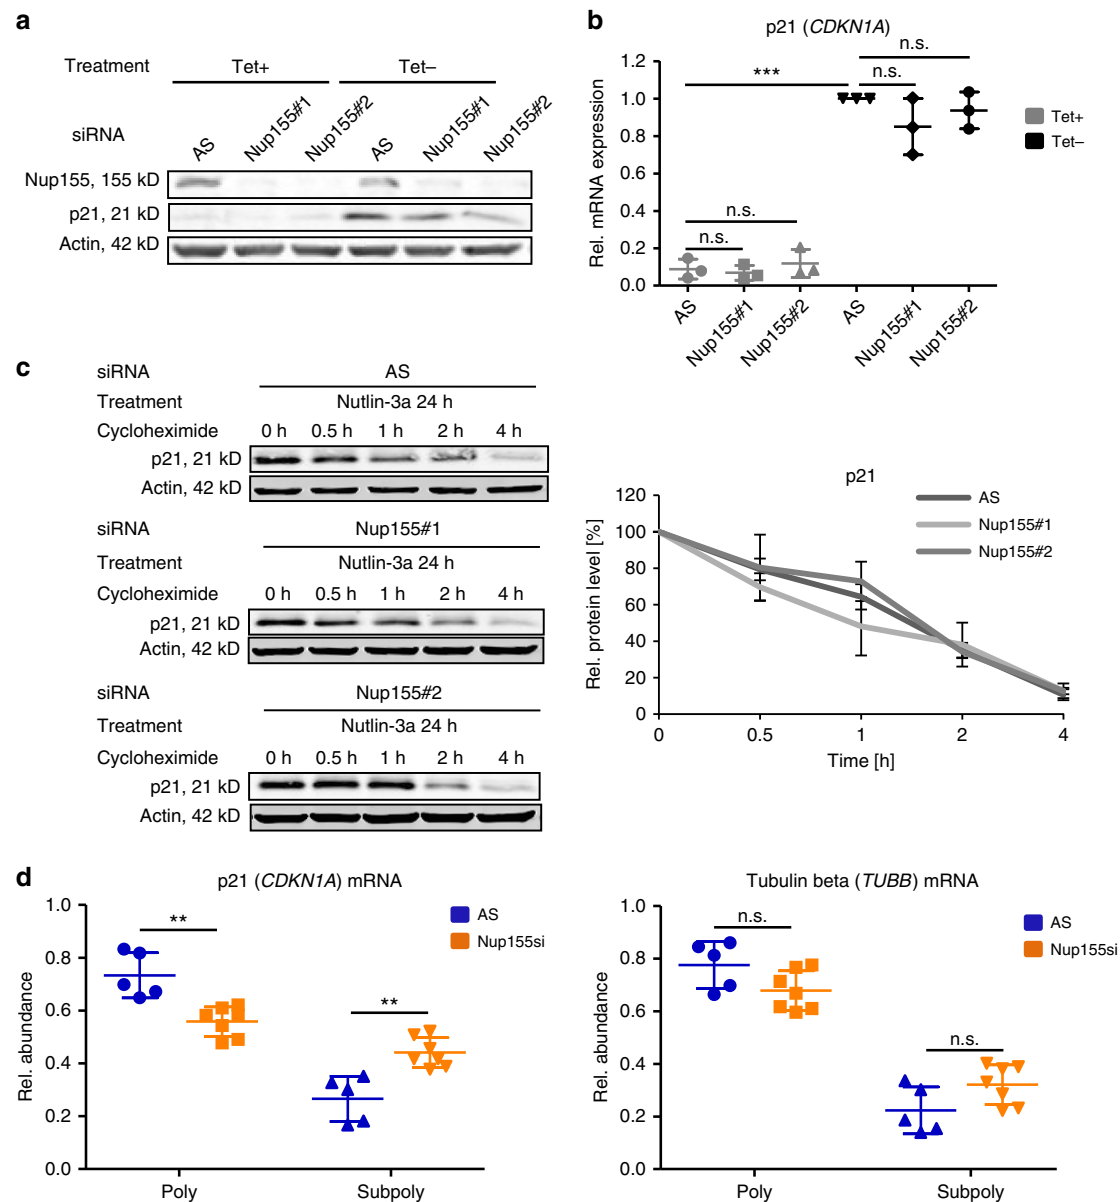 a
Treatment
Tet+
Tet–
siRNA
AS
Nup155#1
Nup155#2
AS
Nup155#1
Nup155#2
Nup155, 155 kD
p21, 21 kD
Actin, 42 kD
b
p21 (CDKN1A)
n.s.
***
n.s.
n.s.
n.s.
Tet+
Tet–
Rel. mRNA expression
1.2
1.0
0.8
0.6
0.4
0.2
0.0
AS
Nup155#1
Nup155#2
AS
Nup155#1
Nup155#2
c
siRNA
AS
Treatment
Nutlin-3a 24 h
Cycloheximide
0 h 0.5 h 1 h 2 h 4 h
p21, 21 kD
Actin, 42 kD
siRNA
Nup155#1
Treatment
Nutlin-3a 24 h
Cycloheximide
0 h 0.5 h 1 h 2 h 4 h
p21, 21 kD
Actin, 42 kD
siRNA
Nup155#2
Treatment
Nutlin-3a 24 h
Cycloheximide
0 h 0.5 h 1 h 2 h 4 h
p21, 21 kD
Actin, 42 kD
p21
AS
Nup155#1
Nup155#2
Rel. protein level [%]
120
100
80
60
40
20
0
0 0.5 1 2 4
Time [h]
d
p21 (CDKN1A) mRNA
AS
Nup155si
**
**
Rel. abundance
1.0
0.8
0.6
0.4
0.2
0.0
Poly Subpoly
Tubulin beta (TUBB) mRNA
AS
Nup155si
n.s.
n.s.
Rel. abundance
1.0
0.8
0.6
0.4
0.2
0.0
Poly Subpoly